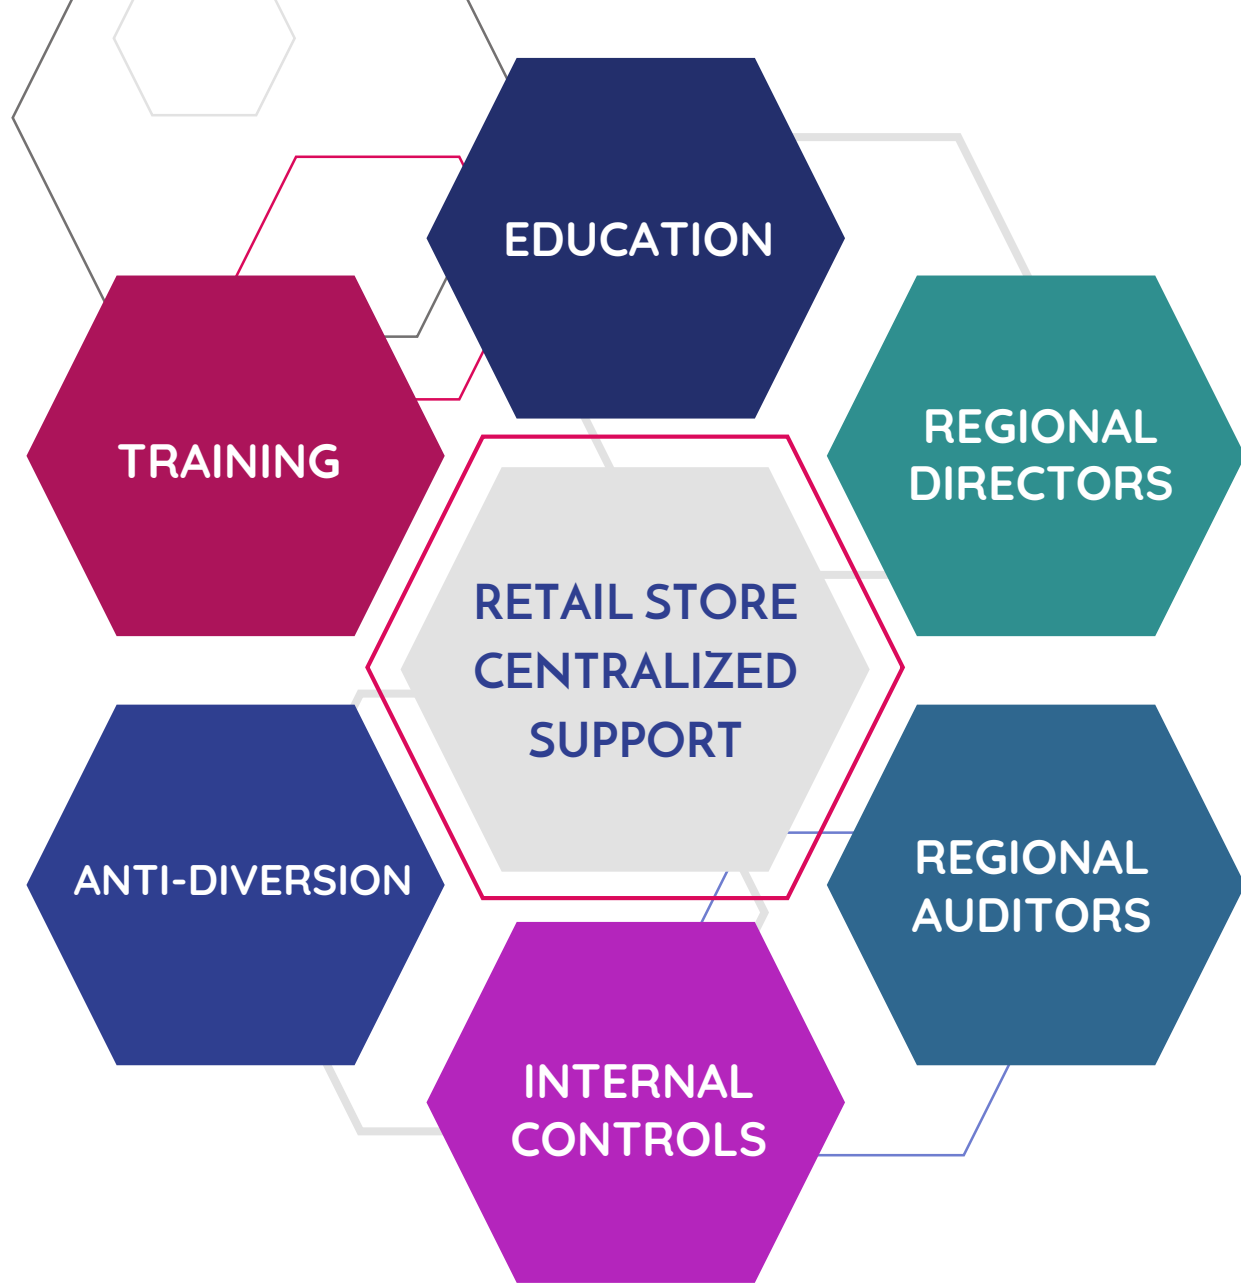 EDUCATION
TRAINING
REGIONAL
DIRECTORS
RETAIL STORE
CENTRALIZED
SUPPORT
ANTI-DIVERSION
REGIONAL
AUDITORS
INTERNAL
CONTROLS